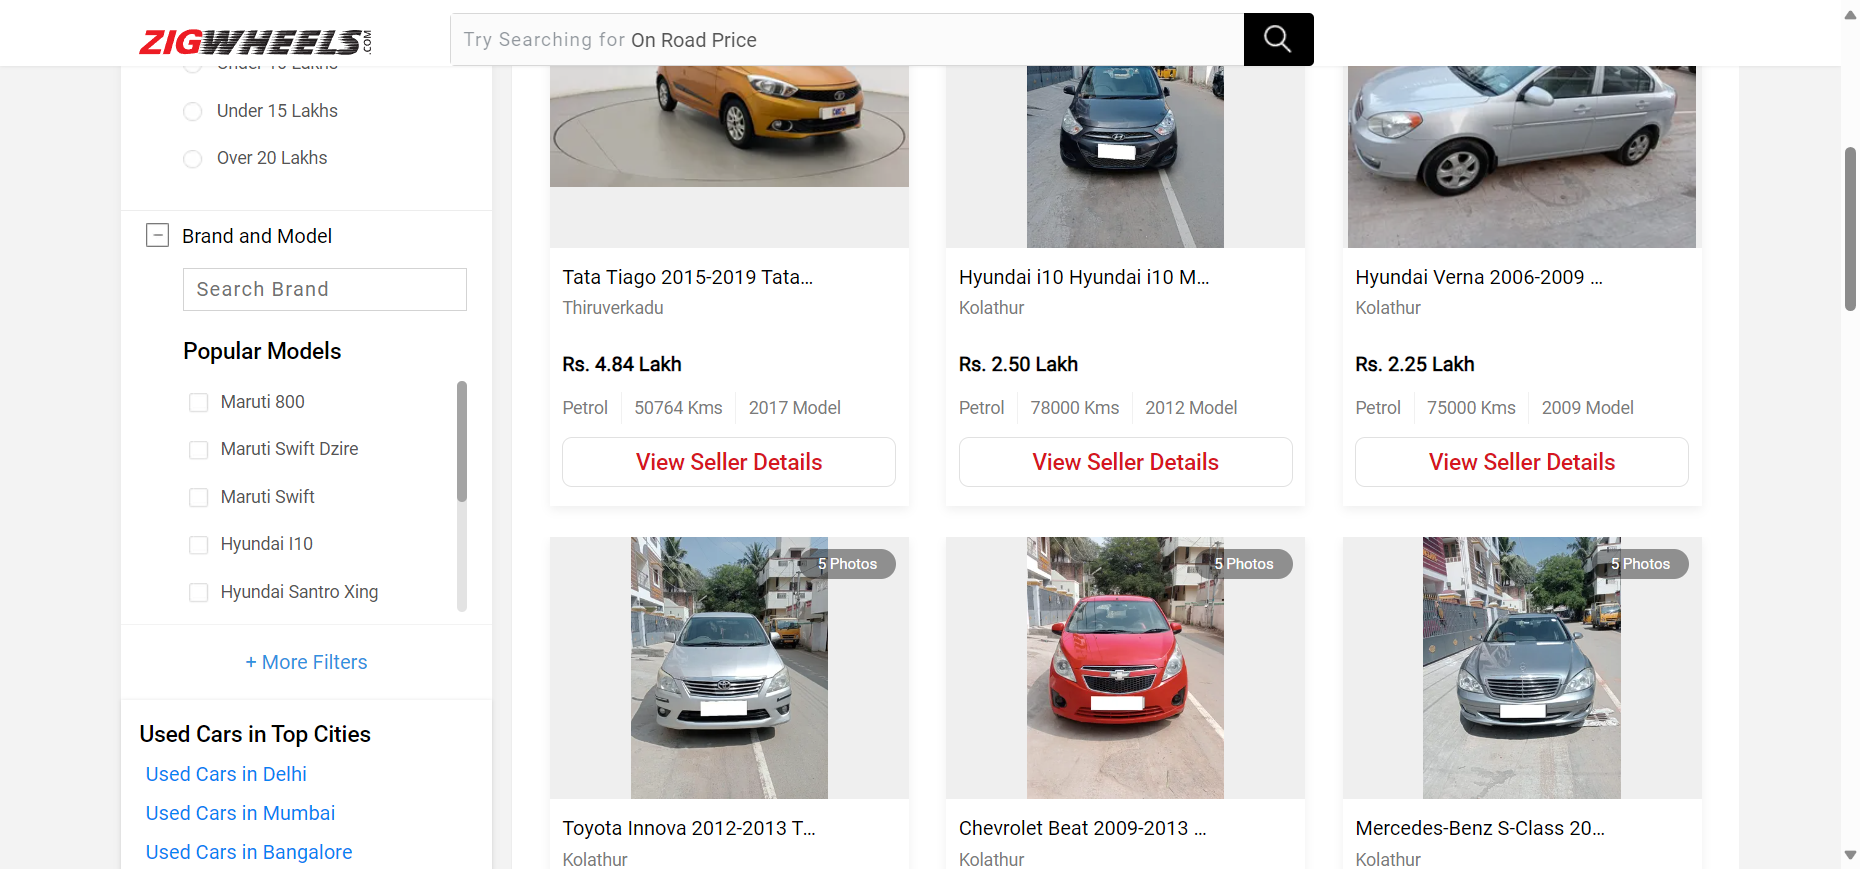 ZIGWHEELS.COM
Try Searching for On Road Price
Under 15 Lakhs
Over 20 Lakhs
Brand and Model
Search Brand
Popular Models
Maruti 800
Maruti Swift Dzire
Maruti Swift
Hyundai I10
Hyundai Santro Xing
+ More Filters
Used Cars in Top Cities
Used Cars in Delhi
Used Cars in Mumbai
Used Cars in Bangalore
Tata Tiago 2015-2019 Tata...
Thiruverkadu
Rs. 4.84 Lakh
Petrol 50764 Kms 2017 Model
View Seller Details
Hyundai i10 Hyundai i10 M...
Kolathur
Rs. 2.50 Lakh
Petrol 78000 Kms 2012 Model
View Seller Details
Hyundai Verna 2006-2009 ...
Kolathur
Rs. 2.25 Lakh
Petrol 75000 Kms 2009 Model
View Seller Details
5 Photos
Toyota Innova 2012-2013 T...
Kolathur
5 Photos
Chevrolet Beat 2009-2013 ...
Kolathur
5 Photos
Mercedes-Benz S-Class 20...
Kolathur